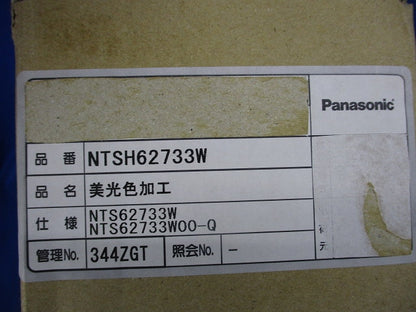 Panasonic
品番 NTSH62733W
品名 美光色加工
仕様 NTS62733W
NTS62733W00-Q
管理No. 344ZGT 照会No. -